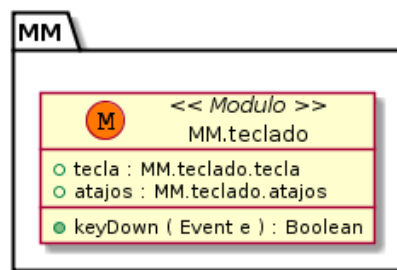 MM
M
<< Modulo >>
MM.teclado
tecla : MM.teclado.tecla
atajos : MM.teclado.atajos
keyDown ( Event e ) : Boolean